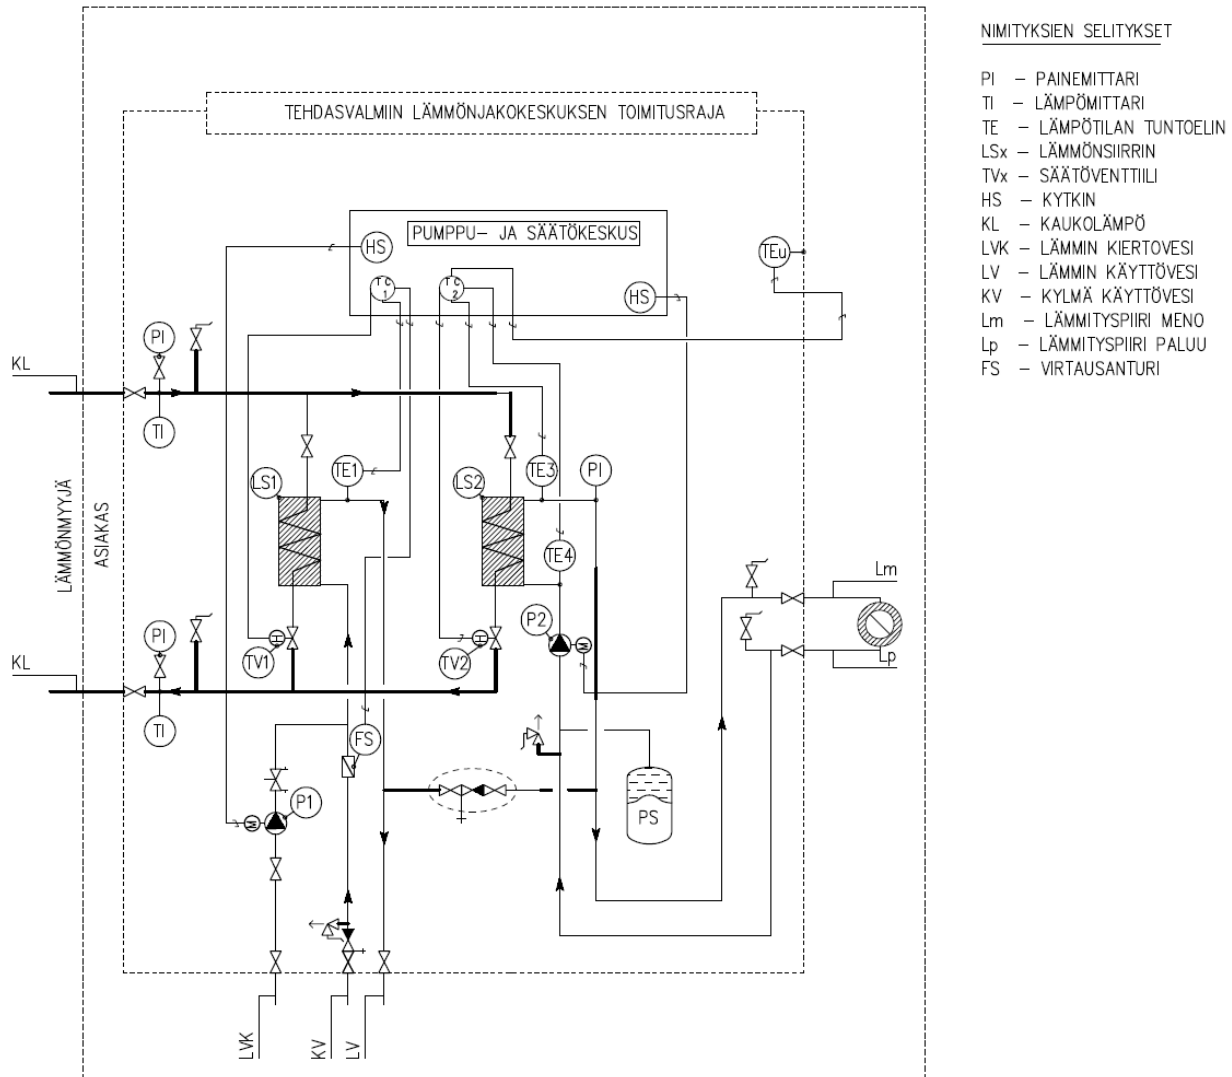 NIMITYKSIEN SELITYKSET
PI – PAINEMITTARI
TI – LÄMPÖMITTARI
TE – LÄMPÖTILAN TUNTOELIN
LSx – LÄMMÖNSIIRRIN
TVx – SÄÄTÖVENTTIILI
HS – KYTKIN
KL – KAUKOLÄMPÖ
LVK – LÄMMIN KIERTOVESI
LV – LÄMMIN KÄYTTÖVESI
KV – KYLMÄ KÄYTTÖVESI
Lm – LÄMMITYSPIIRI MENO
Lp – LÄMMITYSPIIRI PALUU
FS – VIRTAUSANTURI
TEHDASVALMIIN LÄMMÖNJAKOKESKUKSEN TOIMITUSRAJA
PUMPPU– JA SÄÄTÖKESKUS
HS
TEu
TC
1
TC
2
HS
PI
KL
TI
LS1
TE1
LS2
TE3
PI
TE4
LÄMMÖNMYYJÄ
ASIAKAS
Lm
P2
M
H
TV1
H
TV2
PI
KL
Lp
TI
FS
P1
M
PS
LVK
KV
LV